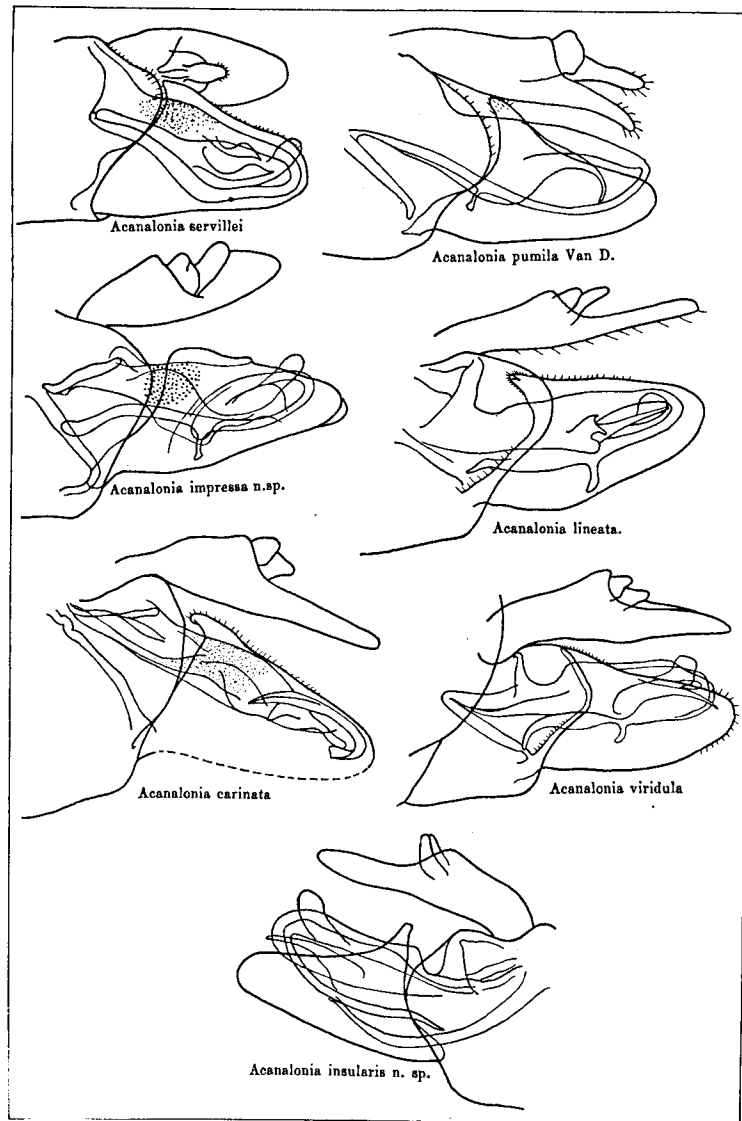 Acanalonia servillei
Acanalonia pumila Van D.
Acanalonia impressa n.sp.
Acanalonia lineata.
Acanalonia carinata
Acanalonia viridula
Acanalonia insularis n. sp.